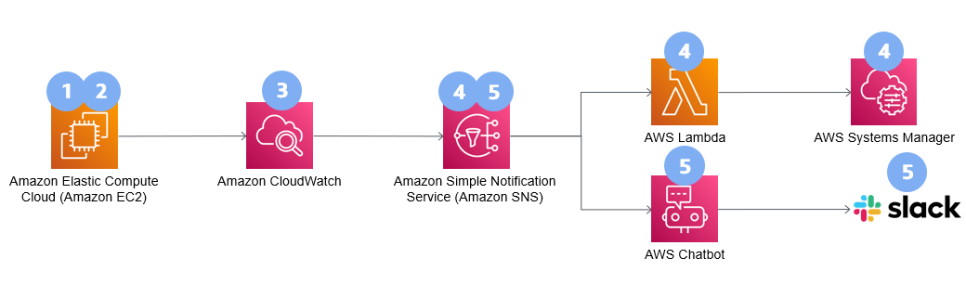 1 2
3
4 5
4
4
Amazon Elastic Compute
Cloud (Amazon EC2)
Amazon CloudWatch
Amazon Simple Notification
Service (Amazon SNS)
AWS Lambda
AWS Systems Manager
5
5
slack
AWS Chatbot